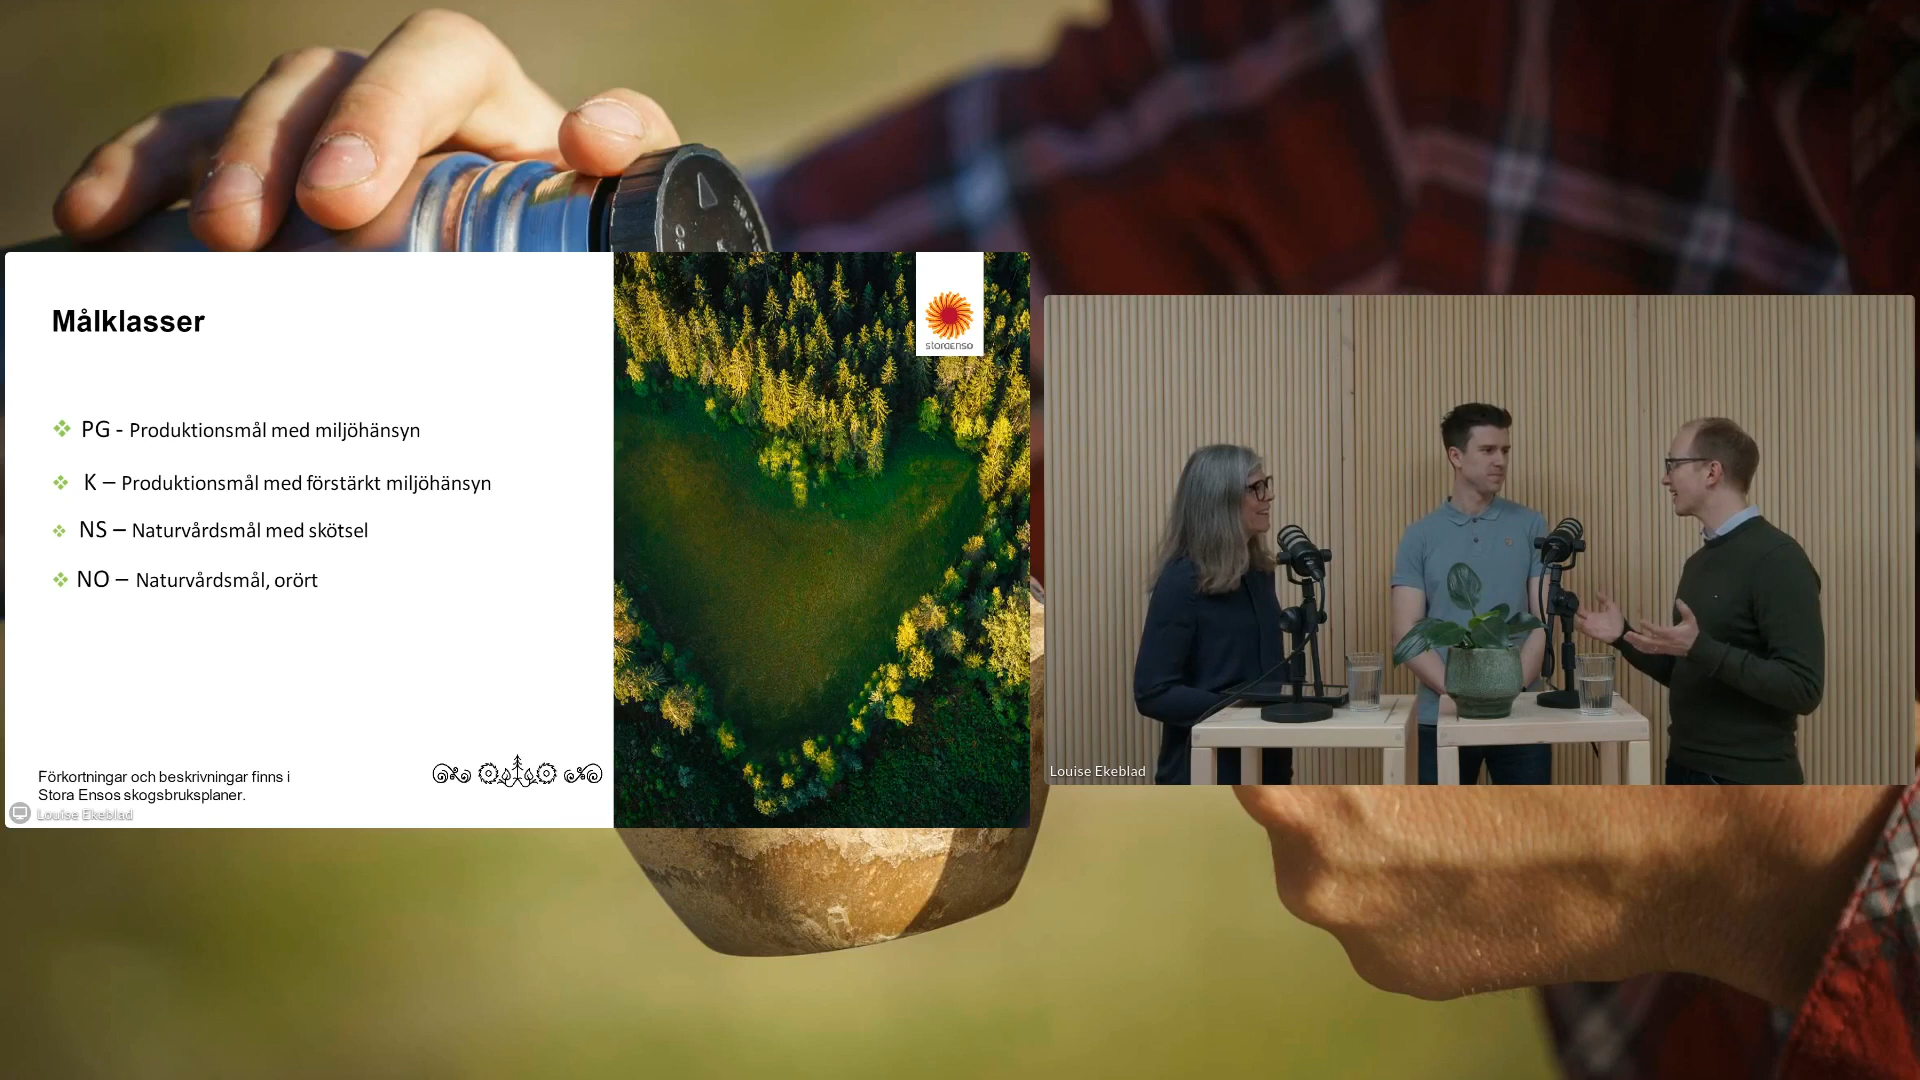 Målklasser
PG - Produktionsmål med miljöhänsyn
K – Produktionsmål med förstärkt miljöhänsyn
NS – Naturvårdsmål med skötsel
NO – Naturvårdsmål, orört
Förkortningar och beskrivningar finns i
Stora Ensos skogsbruksplaner.
Louise Ekeblad
storaenso
Louise Ekeblad